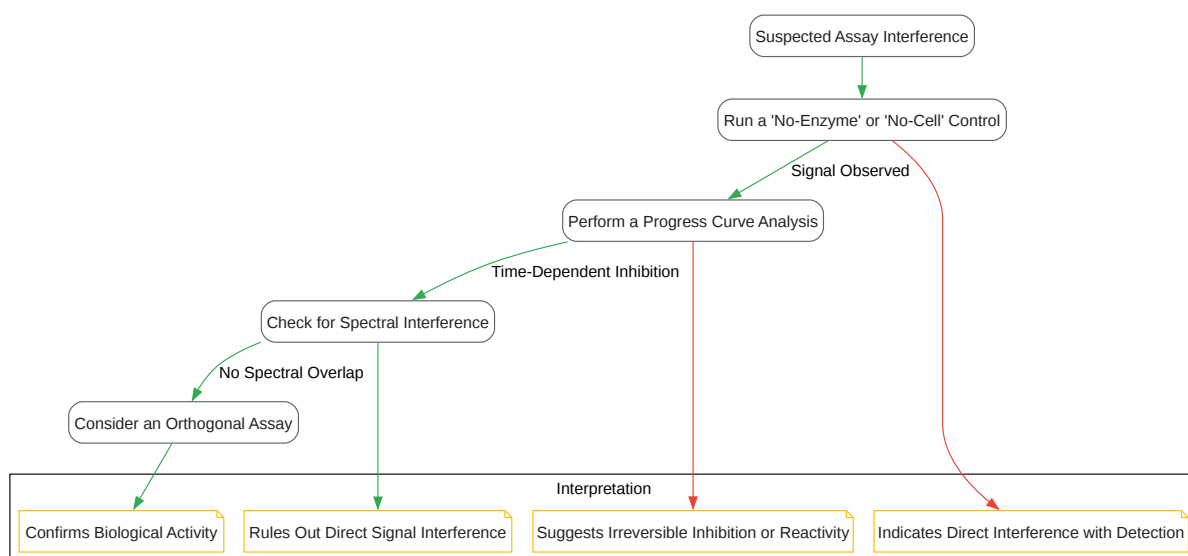 Suspected Assay Interference
Run a 'No-Enzyme' or 'No-Cell' Control
Signal Observed
Perform a Progress Curve Analysis
Time-Dependent Inhibition
Check for Spectral Interference
No Spectral Overlap
Consider an Orthogonal Assay
Interpretation
Confirms Biological Activity
Rules Out Direct Signal Interference
Suggests Irreversible Inhibition or Reactivity
Indicates Direct Interference with Detection